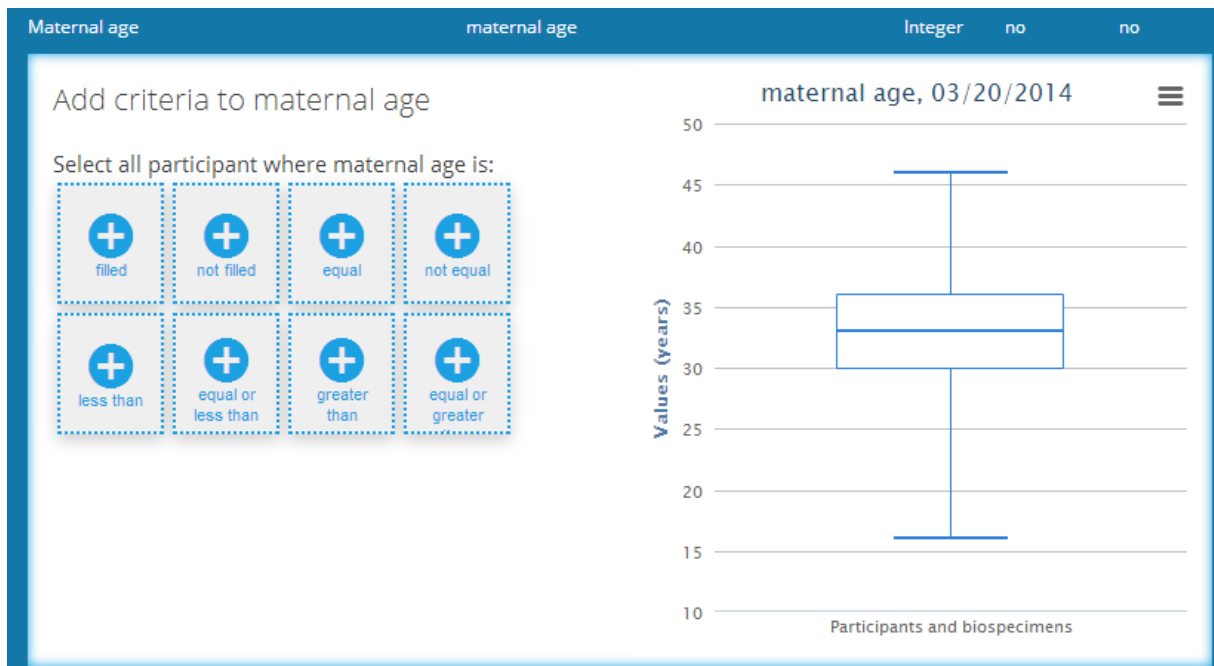 Maternal age maternal age Integer no no
Add criteria to maternal age
Select all participant where maternal age is:
filled not filled equal not equal
less than equal or less than greater than equal or greater
maternal age, 03/20/2014
Values (years)
50
45
40
35
30
25
20
15
10
Participants and biospecimens